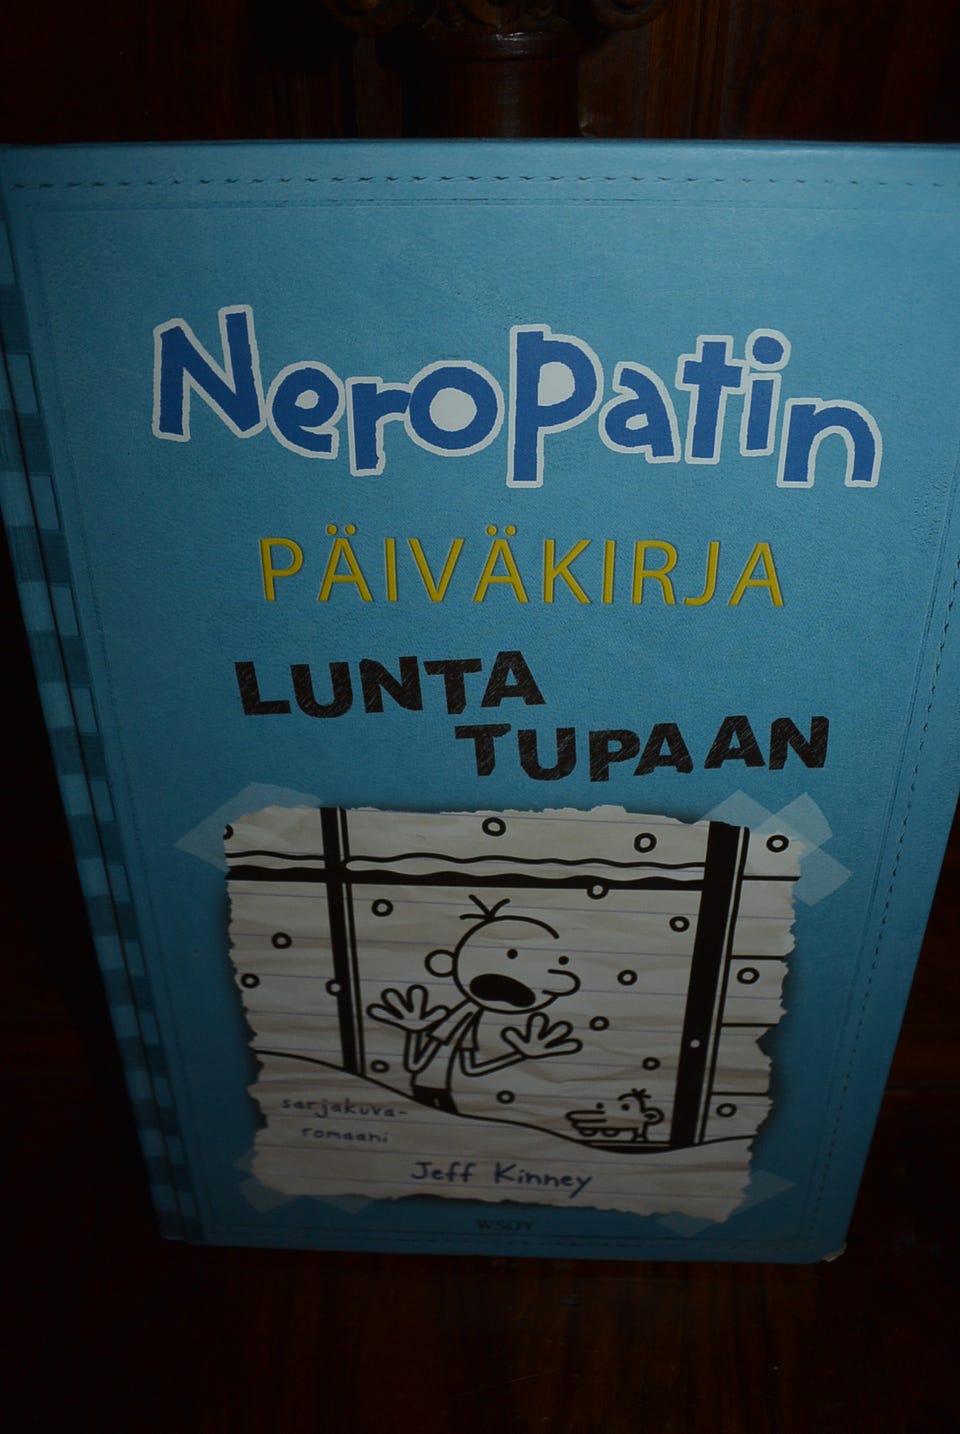 Neropatin
PÄIVÄKIRJA
LUNTA
TUPAAN
sarjakuva-
romaani
Jeff Kinney
WSOY